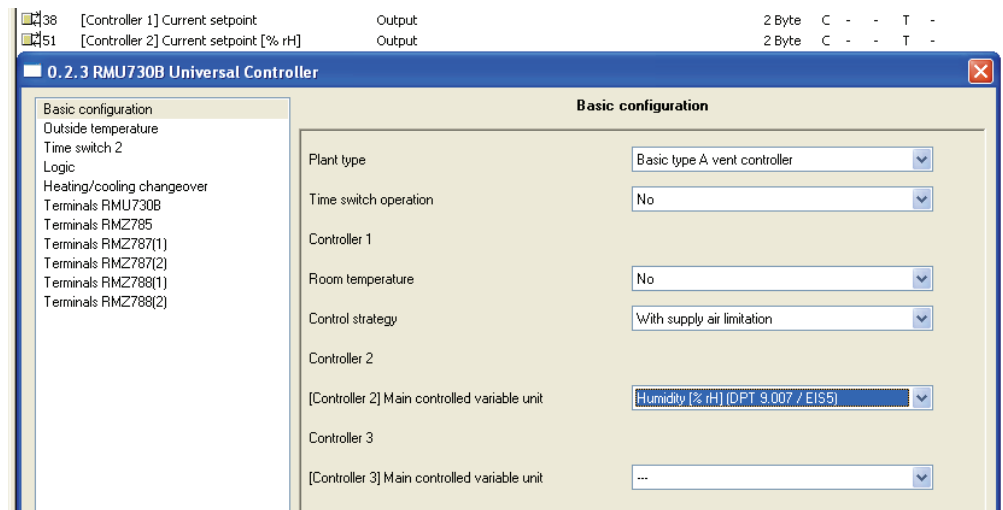 38 [Controller 1] Current setpoint Output 2 Byte C - - T -
51 [Controller 2] Current setpoint [% rH] Output 2 Byte C - - T -
0.2.3 RMU730B Universal Controller
Basic configuration
Outside temperature
Time switch 2
Logic
Heating/cooling changeover
Terminals RMU730B
Terminals RMZ785
Terminals RMZ787(1)
Terminals RMZ787(2)
Terminals RMZ788(1)
Terminals RMZ788(2)
Basic configuration
Plant type Basic type A vent controller
Time switch operation No
Controller 1
Room temperature No
Control strategy With supply air limitation
Controller 2
[Controller 2] Main controlled variable unit Humidity [% rH] (DPT 9.007 / EIS5)
Controller 3
[Controller 3] Main controlled variable unit ---